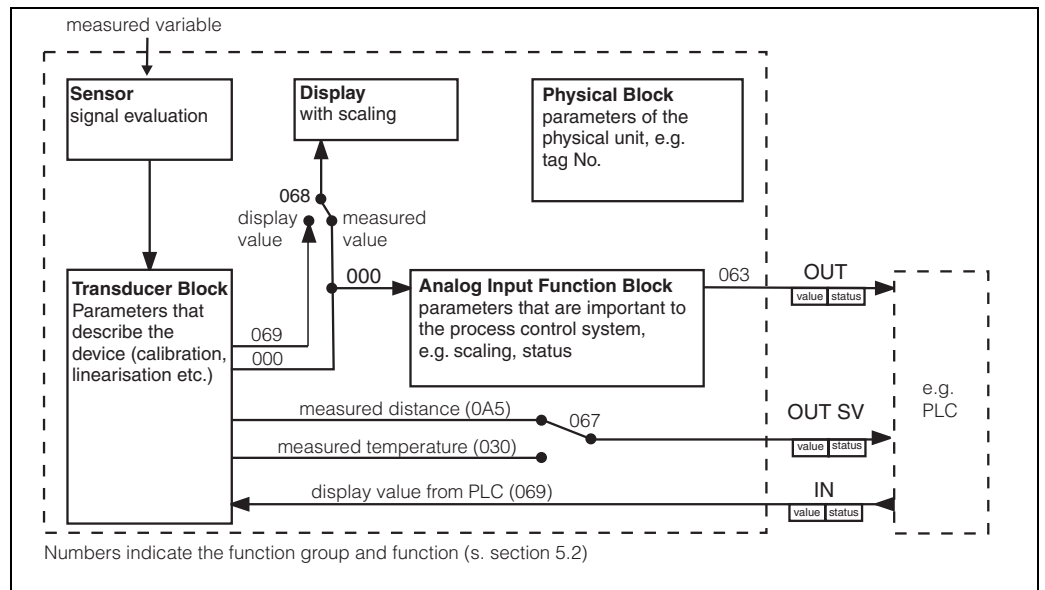 measured variable
Sensor
signal evaluation
Display
with scaling
Physical Block
parameters of the
physical unit, e.g.
tag No.
068
display
value
measured
value
000
Transducer Block
Parameters that
describe the
device (calibration,
linearisation etc.)
069
000
Analog Input Function Block
parameters that are important to
the process control system,
e.g. scaling, status
063
OUT
value status
e.g.
PLC
measured distance (0A5)
067
OUT SV
value status
measured temperature (030)
display value from PLC (069)
IN
value status
Numbers indicate the function group and function (s. section 5.2)